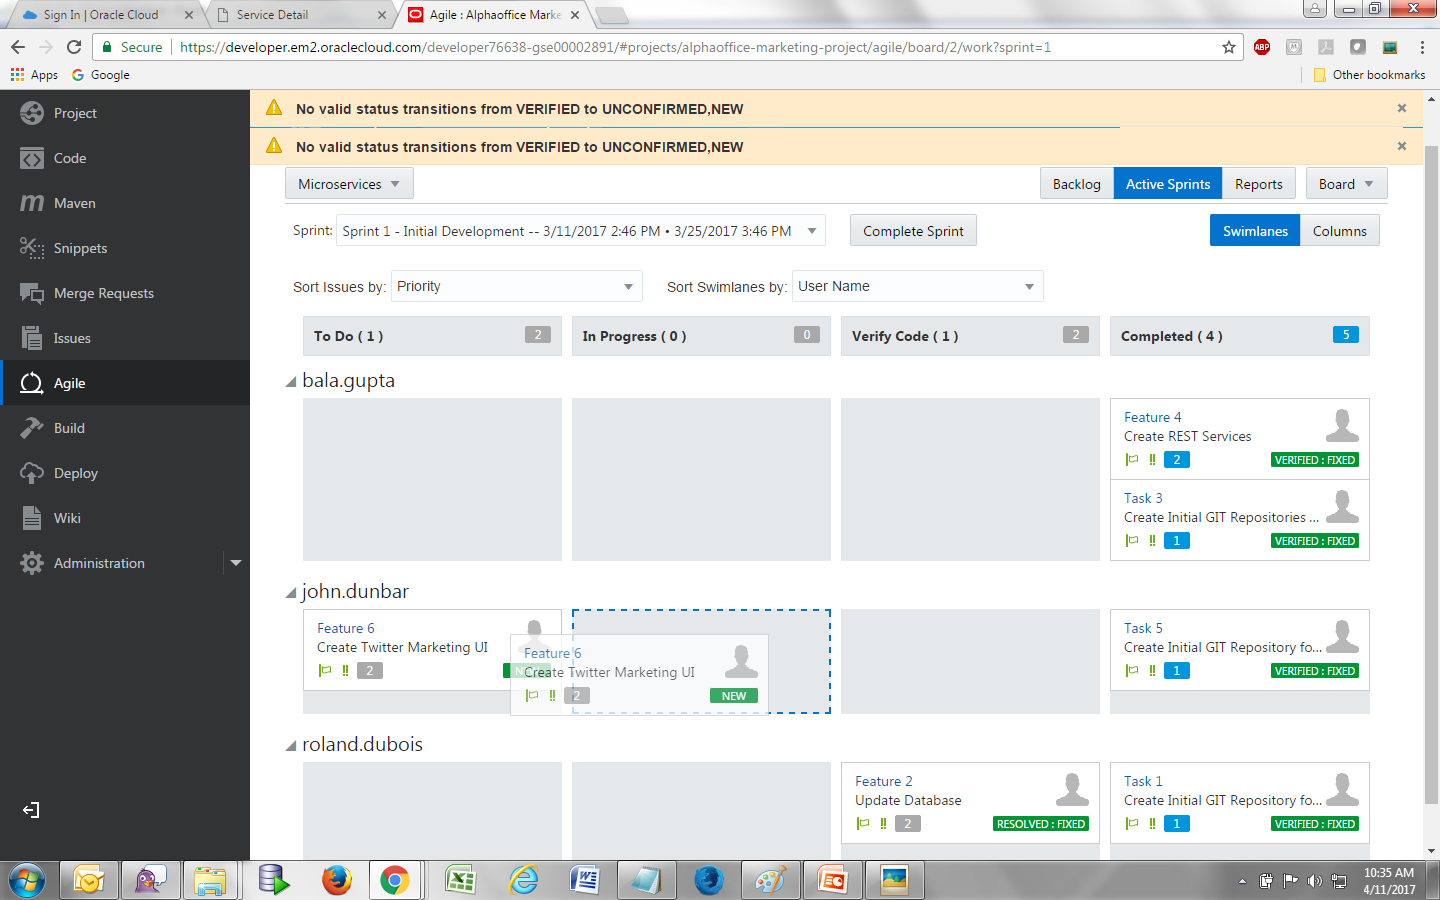 Sign In | Oracle Cloud
Service Detail
Agile : Alphaoffice Marke
Secure
https://developer.em2.oraclecloud.com/developer76638-gse00002891/#projects/alphaoffice-marketing-project/agile/board/2/work?sprint=1
ABP
Apps
Google
Other bookmarks
Project
Code
Maven
Snippets
Merge Requests
Issues
Agile
Build
Deploy
Wiki
Administration
No valid status transitions from VERIFIED to UNCONFIRMED,NEW
No valid status transitions from VERIFIED to UNCONFIRMED,NEW
Microservices
Backlog
Active Sprints
Reports
Board
Sprint: Sprint 1 - Initial Development -- 3/11/2017 2:46 PM • 3/25/2017 3:46 PM
Complete Sprint
Swimlanes
Columns
Sort Issues by: Priority
Sort Swimlanes by: User Name
To Do ( 1 ) 2
In Progress ( 0 ) 0
Verify Code ( 1 ) 2
Completed ( 4 ) 5
bala.gupta
Feature 4
Create REST Services
2 VERIFIED : FIXED
Task 3
Create Initial GIT Repositories ...
1 VERIFIED : FIXED
john.dunbar
Feature 6
Create Twitter Marketing UI
2
Feature 6
Create Twitter Marketing UI
2 NEW
Task 5
Create Initial GIT Repository fo...
1 VERIFIED : FIXED
roland.dubois
Feature 2
Update Database
2 RESOLVED : FIXED
Task 1
Create Initial GIT Repository fo...
1 VERIFIED : FIXED
10:35 AM
4/11/2017